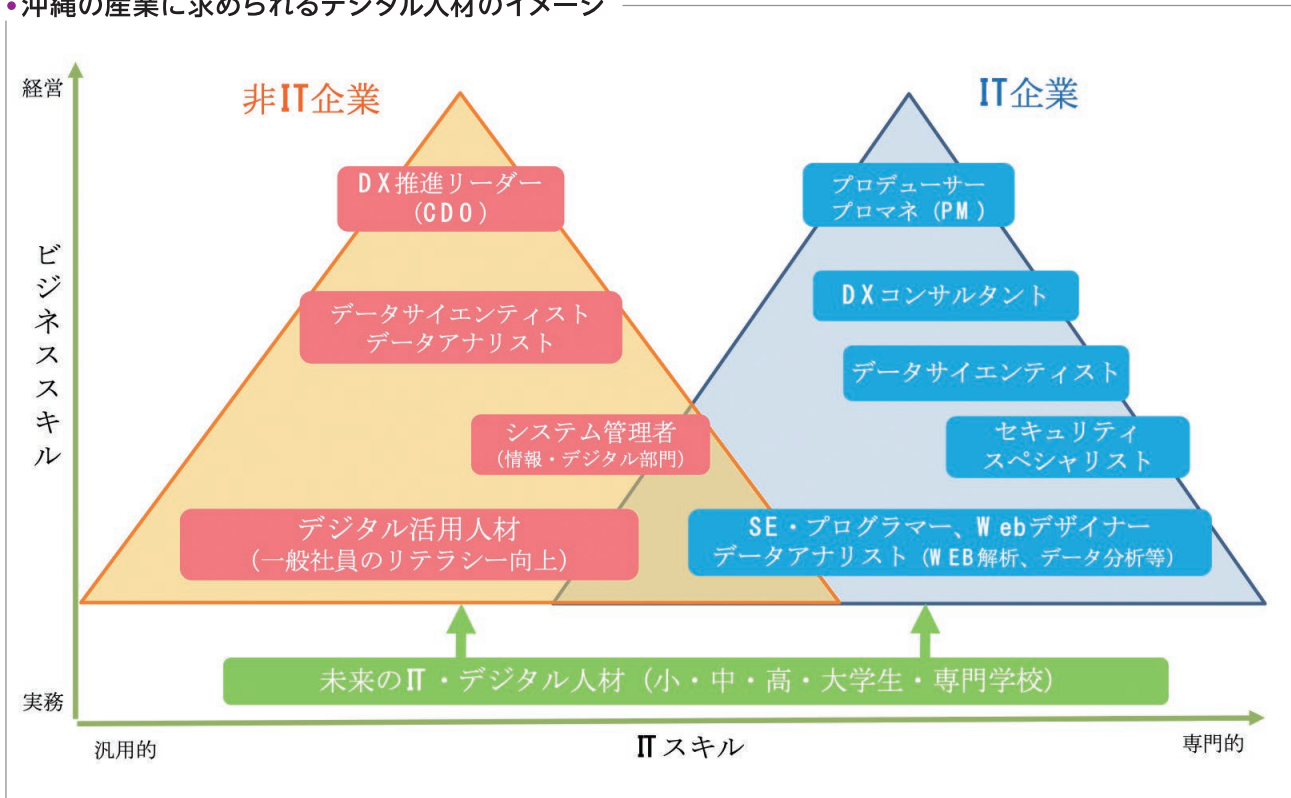 •沖縄の産業に求められるデジタル人材のイメージ
経営
非IT企業
IT企業
DX推進リーダー
(CDO)
プロデューサー
プロマネ (PM)
ビジネススキル
データサイエンティスト
データアナリスト
DXコンサルタント
データサイエンティスト
システム管理者
(情報・デジタル部門)
セキュリティ
スペシャリスト
デジタル活用人材
(一般社員のリテラシー向上)
SE・プログラマー、Webデザイナー
データアナリスト (WEB解析、データ分析等)
未来のIT・デジタル人材 (小・中・高・大学生・専門学校)
実務
汎用的
ITスキル
専門的